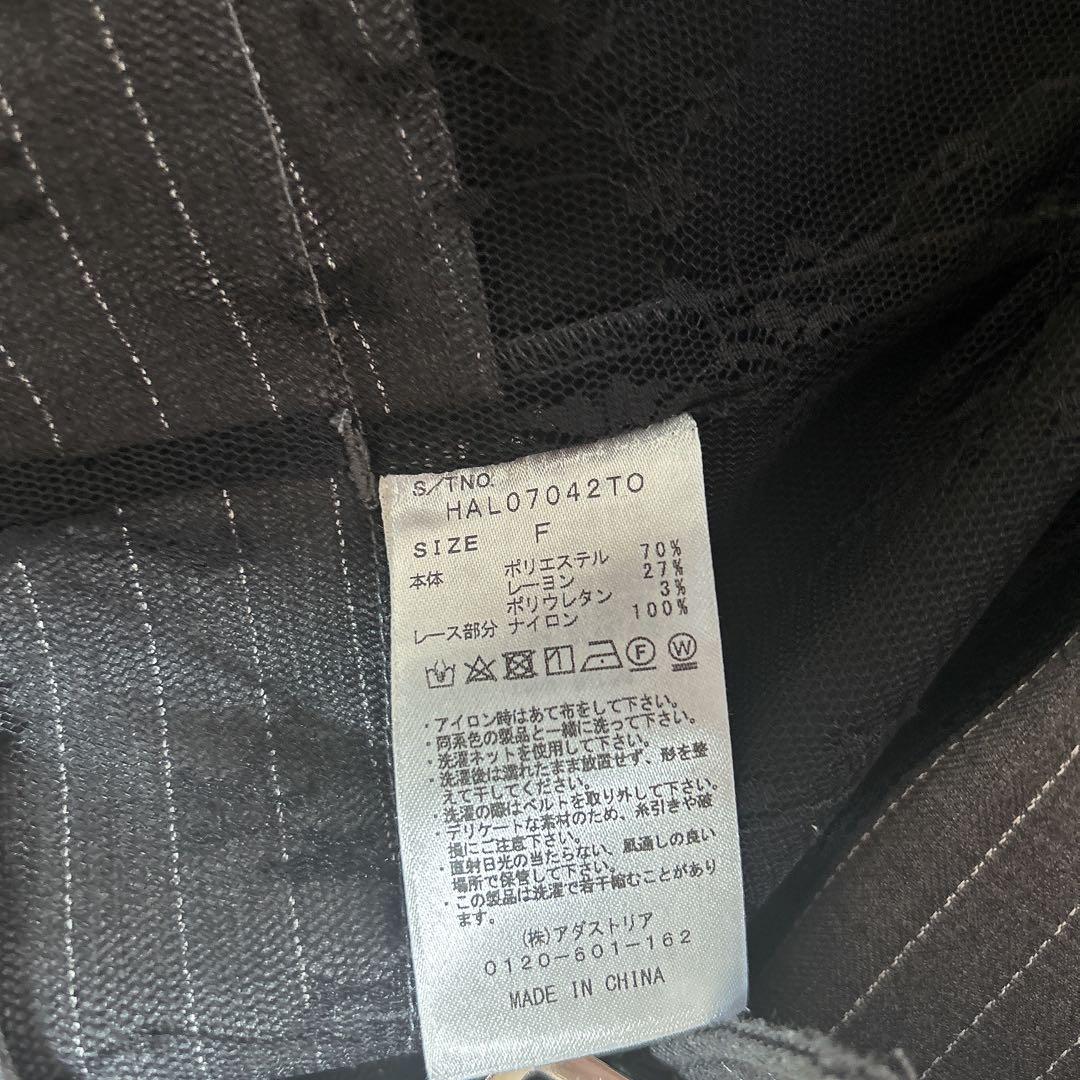 S/TNO.
HAL07042TO
SIZE F
本体 ポリエステル 70%
レーヨン 27%
ポリウレタン 3%
レース部分 ナイロン 100%
F W
・アイロン時はあて布をして下さい。
・同系色の製品と一緒に洗って下さい。
・洗濯ネットを使用して下さい。
・洗濯後は濡れたまま放置せず、形を整
えて干してください。
・洗濯の際はベルトを取り外して下さい。
・デリケートな素材のため、糸引きや破
損にご注意下さい。
・直射日光の当たらない、風通しの良い
場所で保管して下さい。
・この製品は洗濯で若干縮むことがあり
ます。
(株)アダストリア
0120-601-162
MADE IN CHINA